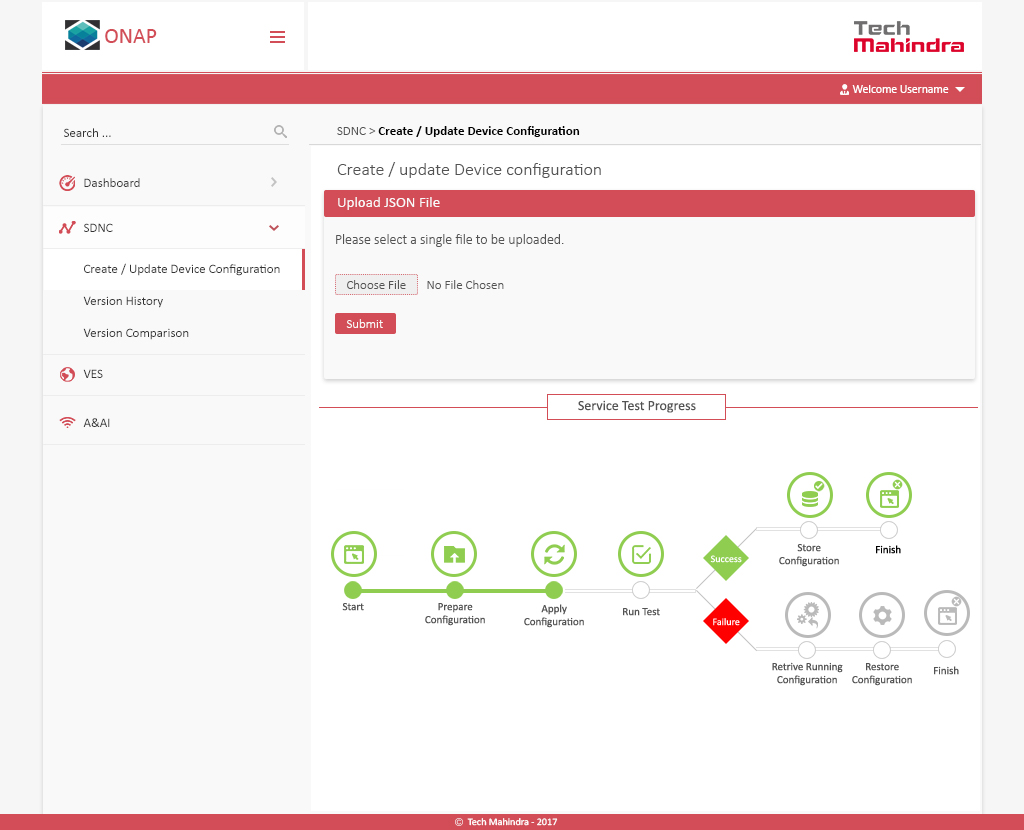 ONAP
Tech
Mahindra
Welcome Username
Search ...
SDNC > Create / Update Device Configuration
Dashboard
SDNC
Create / Update Device Configuration
Version History
Version Comparison
VES
A&AI
Create / update Device configuration
Upload JSON File
Please select a single file to be uploaded.
Choose File No File Chosen
Submit
Service Test Progress
Start
Prepare
Configuration
Apply
Configuration
Run Test
Success
Store
Configuration
Finish
Failure
Retrive Running
Configuration
Restore
Configuration
Finish
© Tech Mahindra - 2017